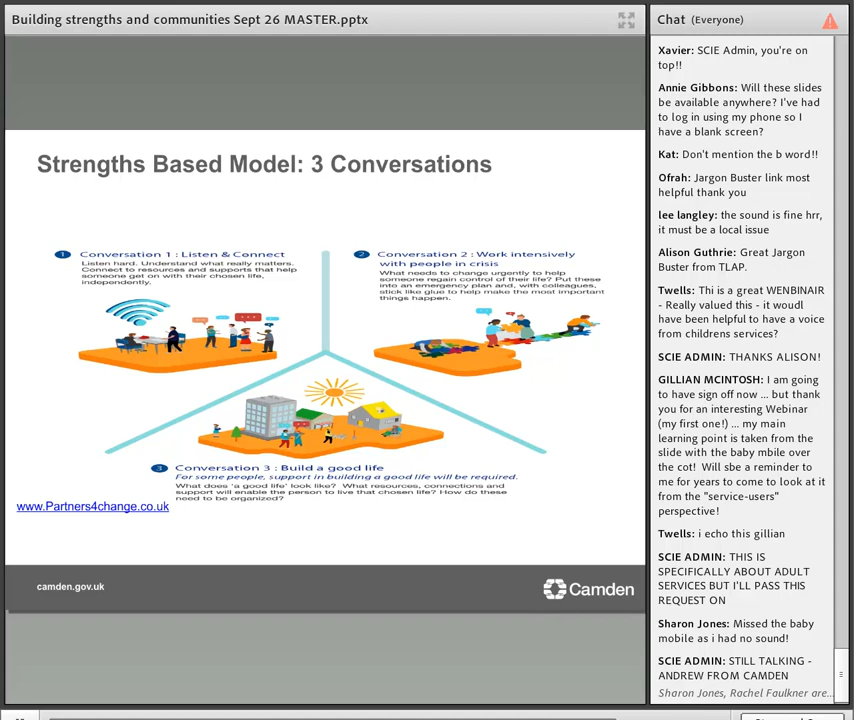 Building strengths and communities Sept 26 MASTER.pptx
Strengths Based Model: 3 Conversations
1 Conversation 1 : Listen & Connect
Listen hard. Understand what really matters.
Connect to resources and supports that help
someone get on with their chosen life,
independently.
2 Conversation 2 : Work intensively
with people in crisis
What needs to change urgently to help
someone regain control of their life? Put these
into an emergency plan and, with colleagues,
stick like glue to help make the most important
things happen.
3 Conversation 3 : Build a good life
For some people, support in building a good life will be required.
What does 'a good life' look like? What resources, connections and
support will enable the person to live that chosen life? How do these
need to be organized?
www.Partners4change.co.uk
camden.gov.uk
Camden
Chat (Everyone)
Xavier: SCIE Admin, you're on
top!!
Annie Gibbons: Will these slides
be available anywhere? I've had
to log in using my phone so I
have a blank screen?
Kat: Don't mention the b word!!
Ofrah: Jargon Buster link most
helpful thank you
lee langley: the sound is fine hrr,
it must be a local issue
Alison Guthrie: Great Jargon
Buster from TLAP.
Twells: Thi is a great WENBINAIR
- Really valued this - it woudl
have been helpful to have a voice
from childrens services?
SCIE ADMIN: THANKS ALISON!
GILLIAN MCINTOSH: I am going
to have sign off now ... but thank
you for an interesting Webinar
(my first one!) ... my main
learning point is taken from the
slide with the baby mbile over
the cot! Will sbe a reminder to
me for years to come to look at it
from the "service-users"
perspective!
Twells: i echo this gillian
SCIE ADMIN: THIS IS
SPECIFICALLY ABOUT ADULT
SERVICES BUT I'LL PASS THIS
REQUEST ON
Sharon Jones: Missed the baby
mobile as i had no sound!
SCIE ADMIN: STILL TALKING -
ANDREW FROM CAMDEN
Sharon Jones, Rachel Faulkner are...